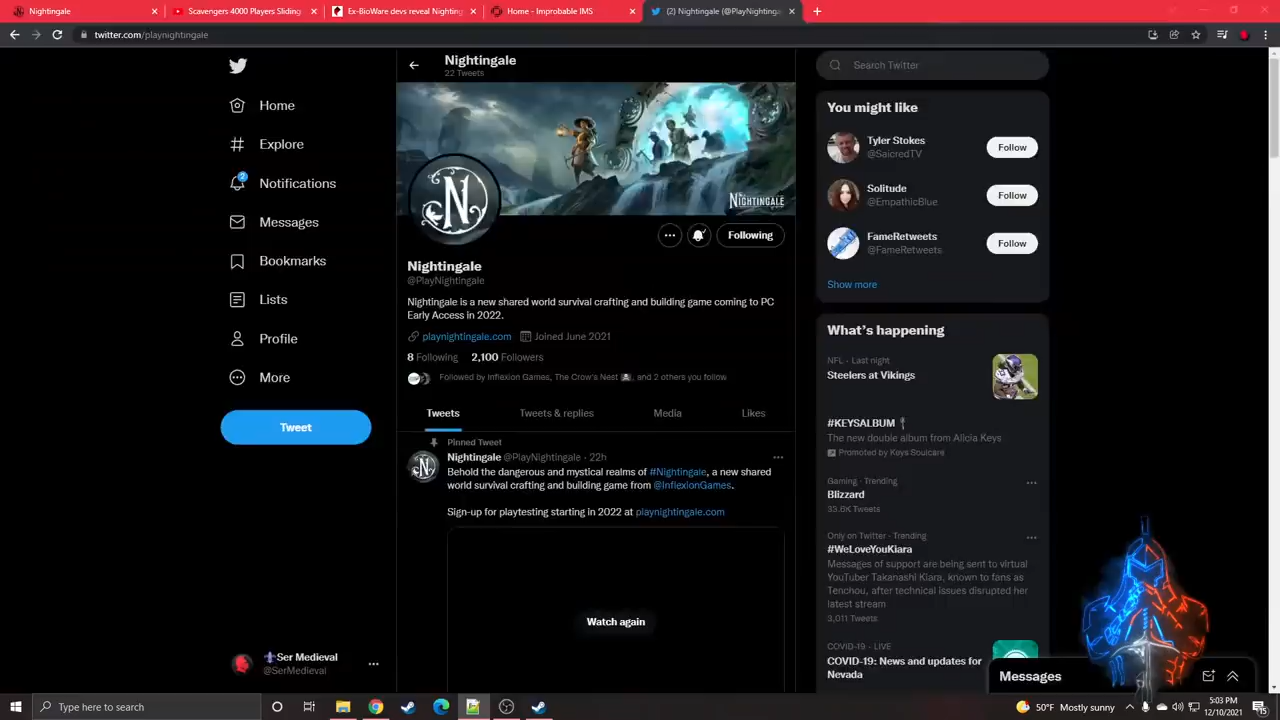 Nightingale
Scavengers 4000 Players Sliding
Ex-BioWare devs reveal Nighting
Home - Improbable IMS
(2) Nightingale (@PlayNightinga
twitter.com/playnightingale
Nightingale
22 Tweets
Search Twitter
Home
Explore
2
Notifications
Messages
Bookmarks
Lists
Profile
More
Tweet
Ser Medieval
@SerMedieval
N
NIGHTINGALE
Following
Nightingale
@PlayNightingale
Nightingale is a new shared world survival crafting and building game coming to PC
Early Access in 2022.
playnightingale.com Joined June 2021
8 Following 2,100 Followers
Followed by Inflexion Games, The Crow's Nest, and 2 others you follow
Tweets Tweets & replies Media Likes
Pinned Tweet
Nightingale @PlayNightingale · 22h
Behold the dangerous and mystical realms of #Nightingale, a new shared
world survival crafting and building game from @InflexionGames.
Sign-up for playtesting starting in 2022 at playnightingale.com
Watch again
You might like
Tyler Stokes
@SaicredTV
Follow
Solitude
@EmpathicBlue
Follow
FameRetweets
@FameRetweets
Follow
Show more
What's happening
NFL · Last night
Steelers at Vikings
#KEYSALBUM
The new double album from Alicia Keys
Promoted by Keys Soulcare
Gaming · Trending
Blizzard
33.6K Tweets
Only on Twitter · Trending
#WeLoveYouKiara
Messages of support are being sent to virtual
YouTuber Takanashi Kiara, known to fans as
Tenchou, after technical issues disrupted her
latest stream
3,011 Tweets
COVID-19 · LIVE
COVID-19: News and updates for
Nevada
Messages
Type here to search
50°F Mostly sunny
5:03 PM
12/10/2021
15